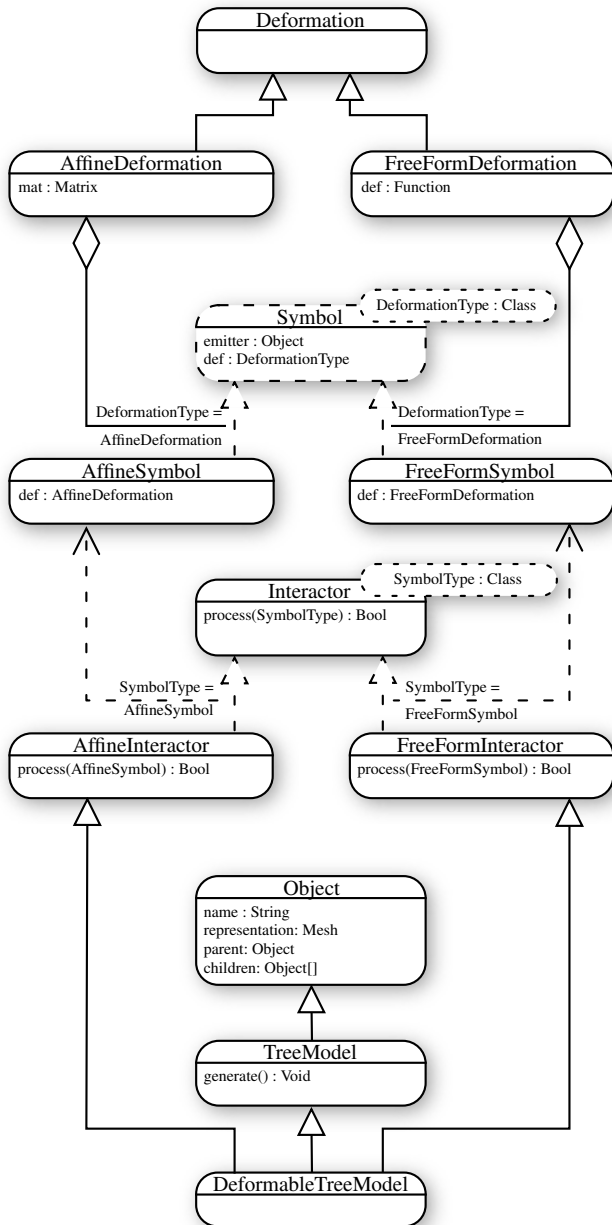 Deformation
AffineDeformation
mat : Matrix
FreeFormDeformation
def : Function
DeformationType : Class
Symbol
emitter : Object
def : DeformationType
DeformationType =
AffineDeformation
DeformationType =
FreeFormDeformation
AffineSymbol
def : AffineDeformation
FreeFormSymbol
def : FreeFormDeformation
SymbolType : Class
Interactor
process(SymbolType) : Bool
SymbolType =
AffineSymbol
SymbolType =
FreeFormSymbol
AffineInteractor
process(AffineSymbol) : Bool
FreeFormInteractor
process(FreeFormSymbol) : Bool
Object
name : String
representation: Mesh
parent: Object
children: Object[]
TreeModel
generate() : Void
DeformableTreeModel